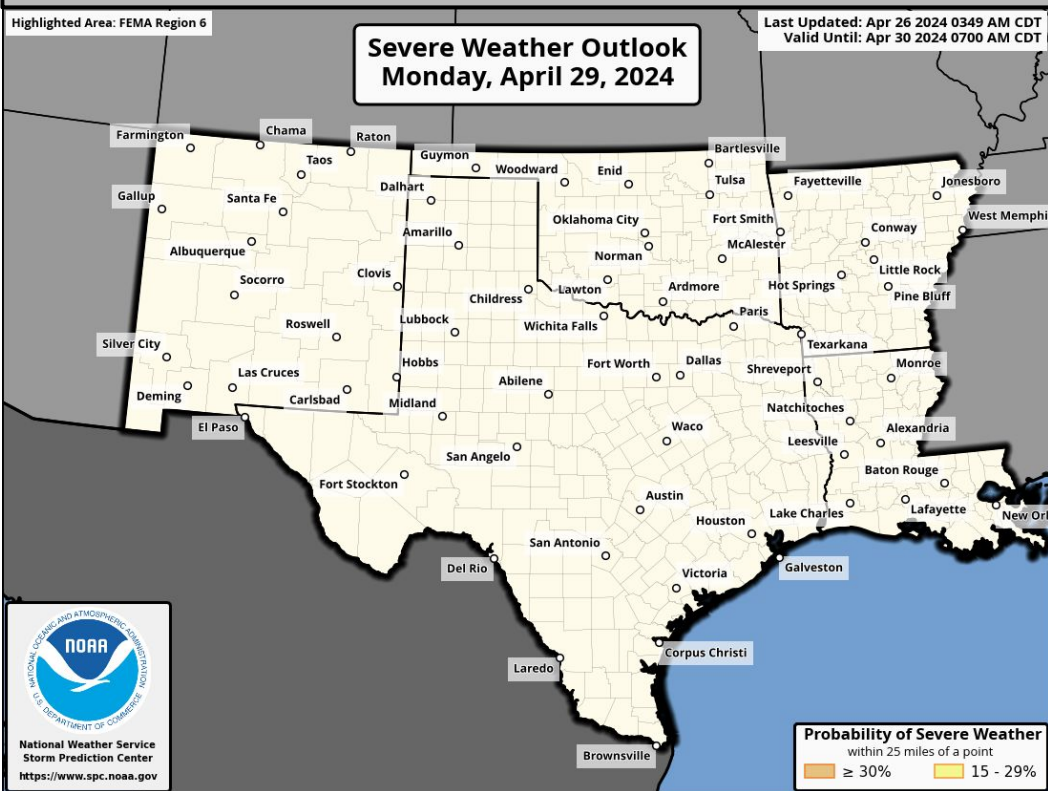 Highlighted Area: FEMA Region 6
Last Updated: Apr 26 2024 0349 AM CDT
Valid Until: Apr 30 2024 0700 AM CDT
Severe Weather Outlook
Monday, April 29, 2024
Farmington
Chama
Raton
Taos
Guymon
Woodward
Enid
Bartlesville
Tulsa
Fayetteville
Jonesboro
Gallup
Santa Fe
Dalhart
Oklahoma City
Fort Smith
West Memphi
Amarillo
Conway
Albuquerque
Norman
McAlester
Clovis
Little Rock
Socorro
Childress
Lawton
Ardmore
Hot Springs
Pine Bluff
Roswell
Lubbock
Wichita Falls
Paris
Silver City
Texarkana
Hobbs
Fort Worth
Dallas
Shreveport
Monroe
Las Cruces
Abilene
Deming
Carlsbad
Midland
Natchitoches
El Paso
Waco
Alexandria
San Angelo
Leesville
Fort Stockton
Baton Rouge
Austin
Lake Charles
Lafayette
New Orl
Houston
San Antonio
Del Rio
Victoria
Galveston
Corpus Christi
Laredo
Brownsville
NATIONAL OCEANIC AND ATMOSPHERIC ADMINISTRATION
NOAA
U.S. DEPARTMENT OF COMMERCE
National Weather Service
Storm Prediction Center
https://www.spc.noaa.gov
Probability of Severe Weather
within 25 miles of a point
≥ 30%
15 - 29%